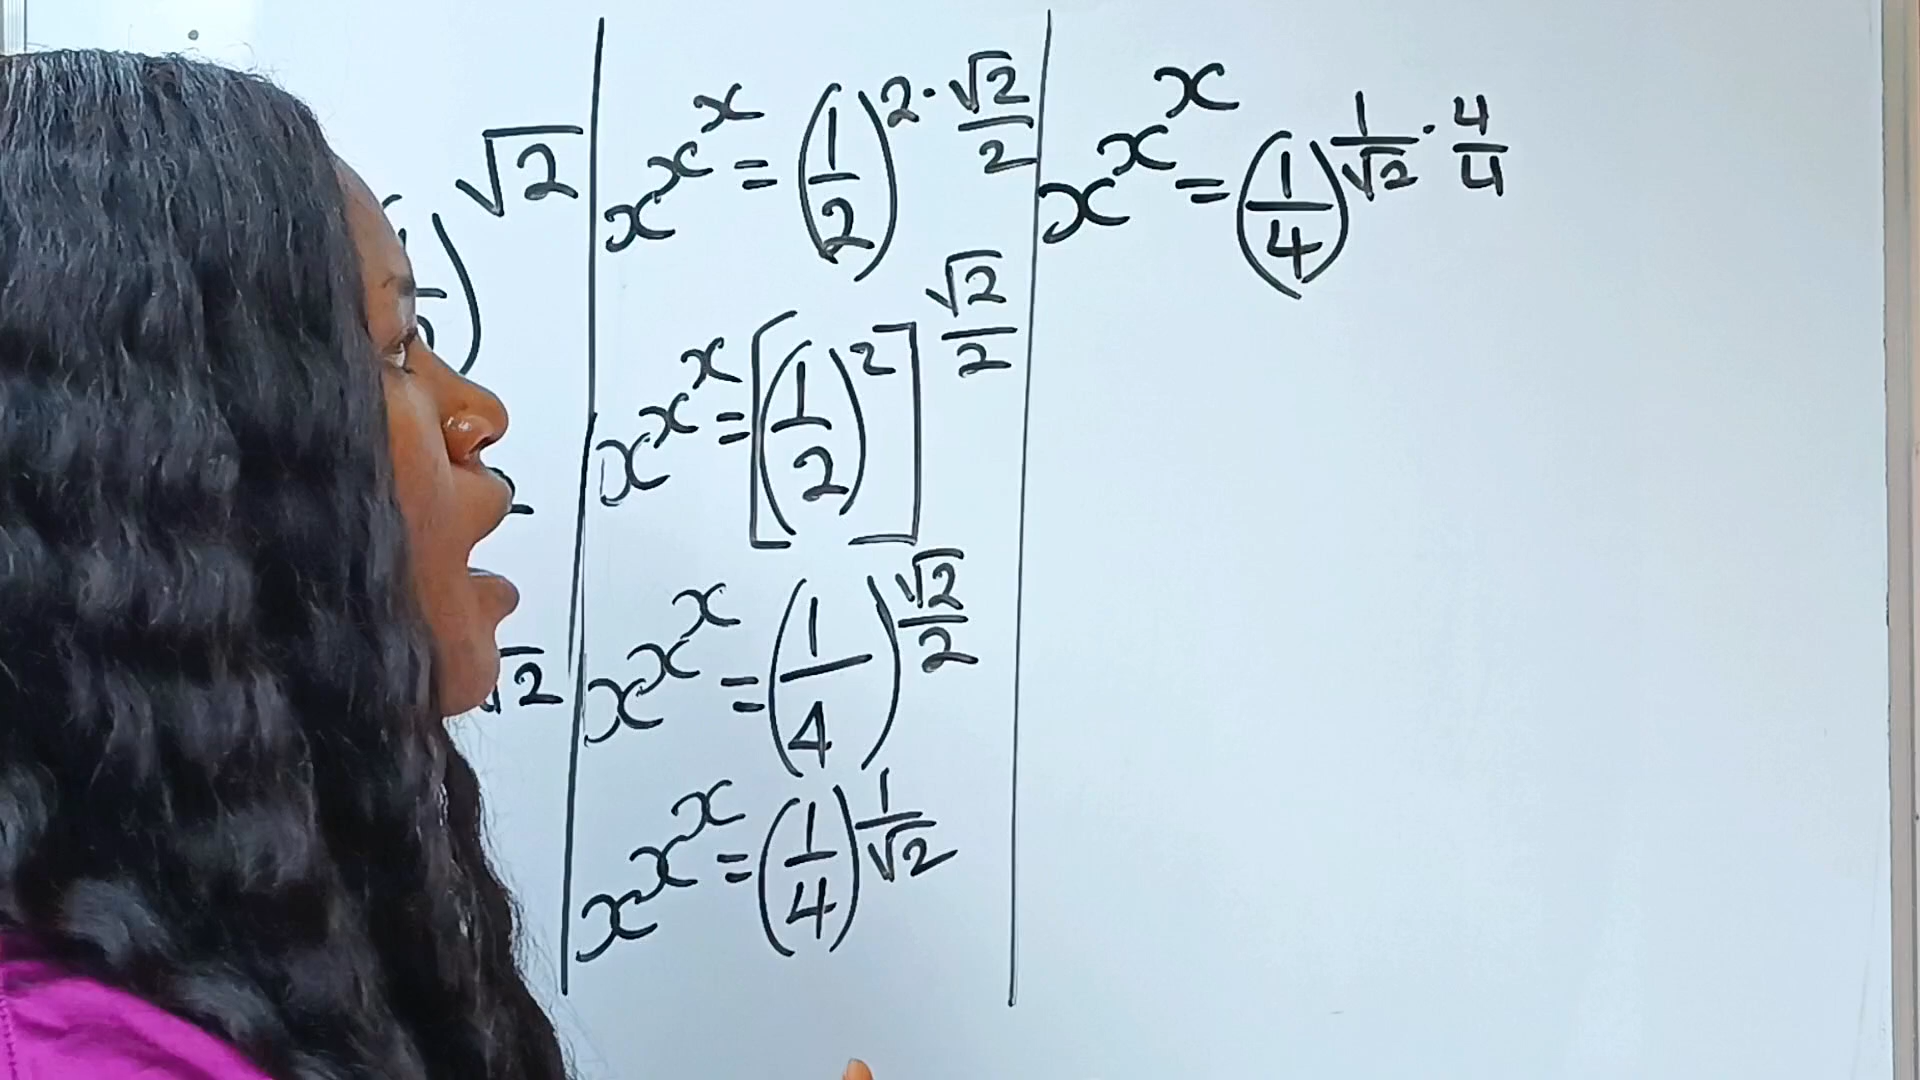 √2
√2
x^x^x = (1/2)^(2·√2/2)
x^x^x = [(1/2)^2]^(√2/2)
x^x^x = (1/4)^(√2/2)
x^x^x = (1/4)^(1/√2)
x^x^x = (1/4)^(1/√2 · 4/4)